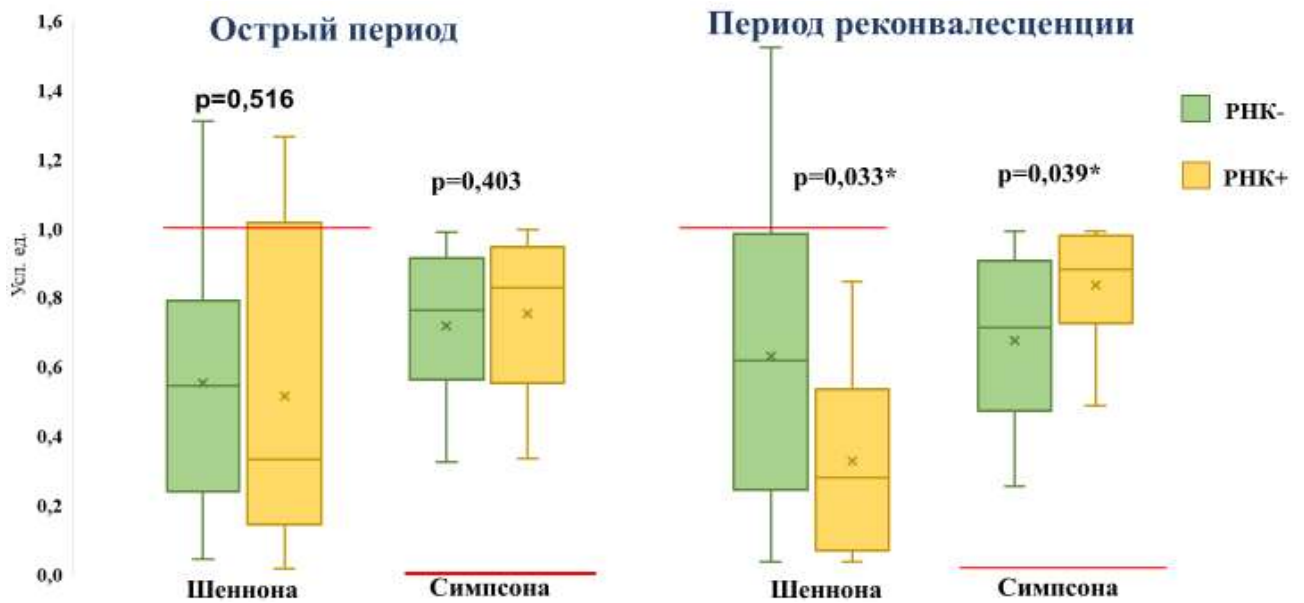 Острый период
Период реконвалесценции
1,6
1,4
1,2
1,0
0,8
0,6
0,4
0,2
0,0
Усл. ед.
p=0,516
p=0,403
p=0,033*
p=0,039*
РНК-
РНК+
Шеннона
Симпсона
Шеннона
Симпсона